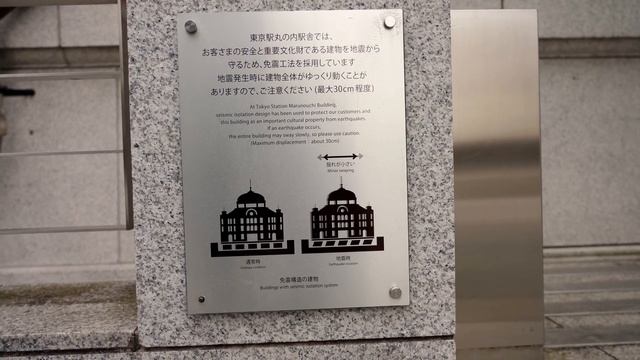 東京駅丸の内駅舎では、
お客さまの安全と重要文化財である建物を地震から
守るため、免震工法を採用しています
地震発生時に建物全体がゆっくり動くことが
ありますので、ご注意ください (最大30cm程度)
At Tokyo Station Marunouchi Building,
seismic isolation design has been used to protect our customers and
this building as an important cultural property from earthquakes.
If an earthquake occurs,
the entire building may sway slowly, so please use caution.
(Maximum displacement : about 30cm)
揺れが小さい
Minor swaying
通常時
地震時
免震構造の建物
Buildings with seismic isolation system